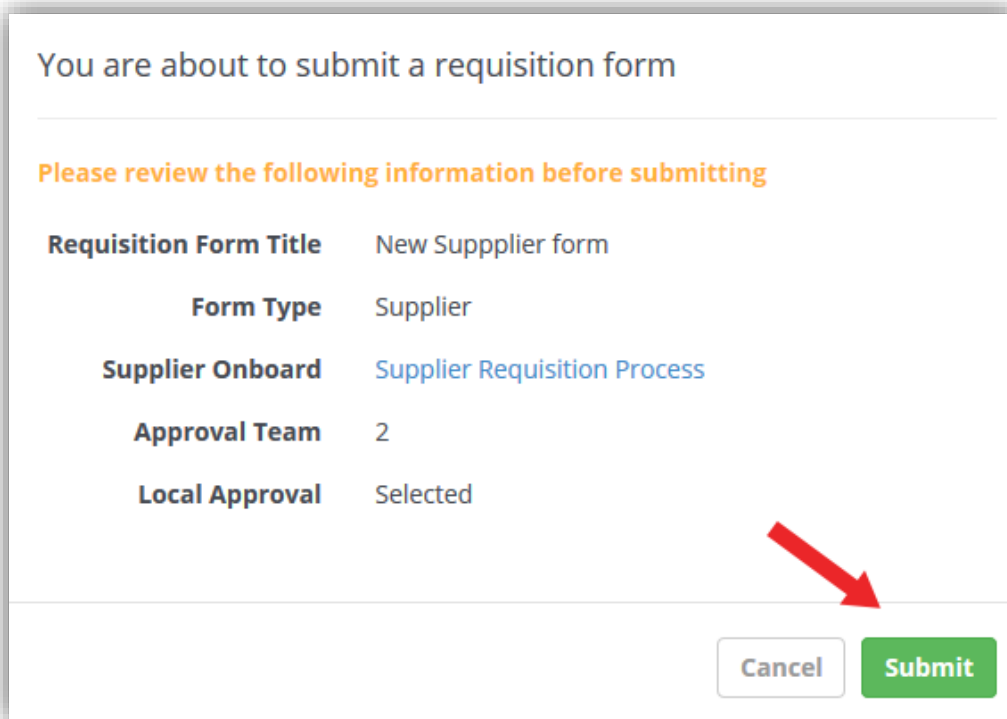 You are about to submit a requisition form
Please review the following information before submitting
Requisition Form Title New Suppplier form
Form Type Supplier
Supplier Onboard Supplier Requisition Process
Approval Team 2
Local Approval Selected
Cancel Submit